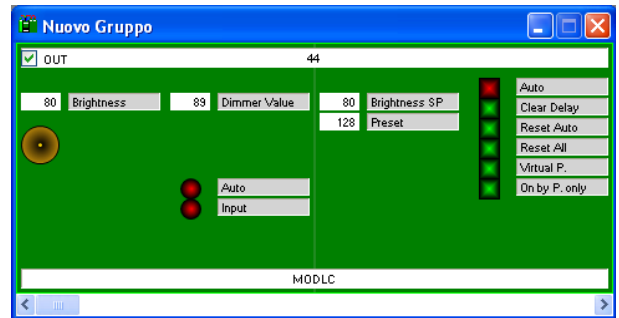 Nuovo Gruppo
OUT 44
80 Brightness 89 Dimmer Value 80 Brightness SP
128 Preset
Auto
Clear Delay
Reset Auto
Reset All
Virtual P.
On by P. only
Auto
Input
MODLC